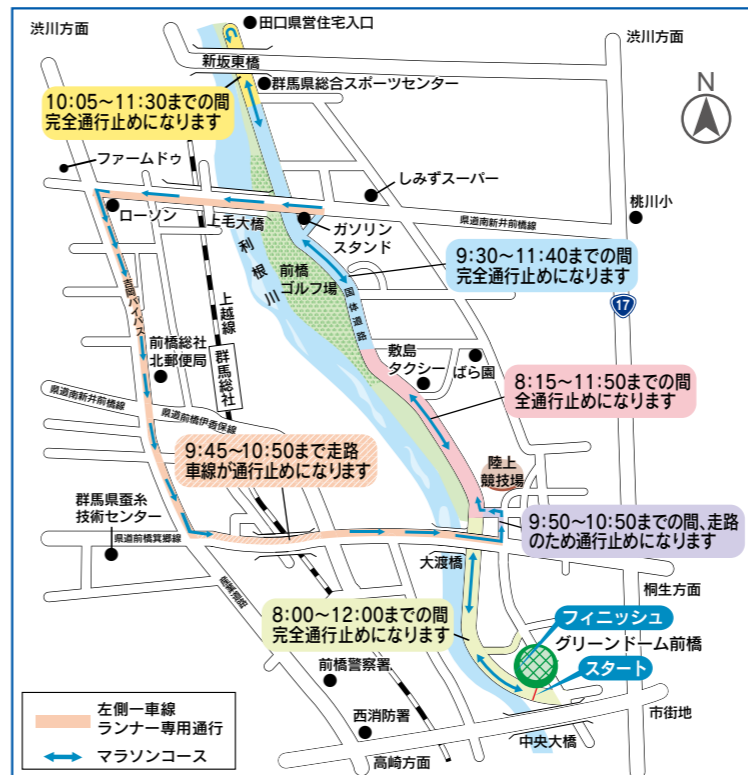 渋川方面
田口県営住宅入口
渋川方面
新坂東橋
群馬県総合スポーツセンター
N
10:05～11:30までの間
完全通行止めになります
ファームドゥ
しみずスーパー
桃川小
ローソン
上毛大橋
ガソリン
スタンド
県道南新井前橋線
利根川
前橋
ゴルフ場
9:30～11:40までの間
完全通行止めになります
国体道路
17
吉岡バイパス
上越線
群馬総社
前橋総社
北郵便局
敷島
タクシー
ばら園
8:15～11:50までの間
全通行止めになります
県道南新井前橋線
県道前橋伊香保線
9:45～10:50まで走路
車線が通行止めになります
陸上
競技場
群馬県蚕糸
技術センター
9:50～10:50までの間、走路
のため通行止めになります
県道前橋箕郷線
大渡橋
桐生方面
8:00～12:00までの間
完全通行止めになります
フィニッシュ
グリーンドーム前橋
スタート
前橋警察署
市街地
西消防署
中央大橋
高崎方面
左側一車線
ランナー専用通行
マラソンコース